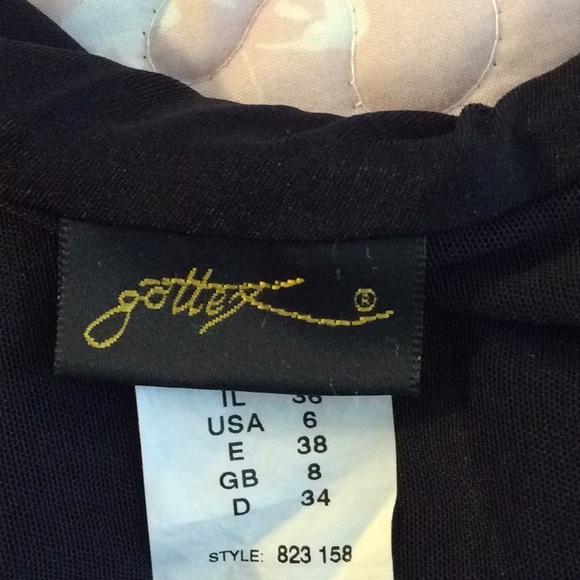 gottex ®
IL 36
USA 6
E 38
GB 8
D 34
STYLE: 823 158